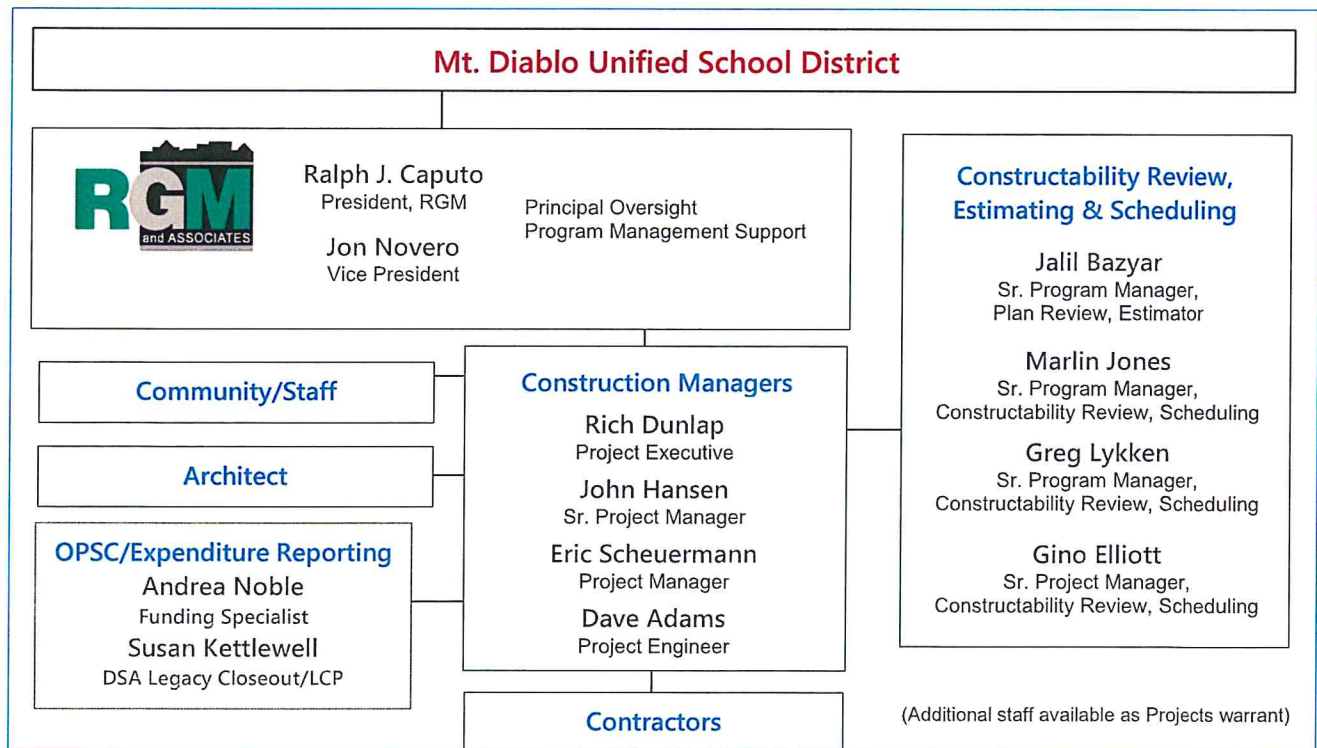 Mt. Diablo Unified School District
RGM
and ASSOCIATES
Ralph J. Caputo
President, RGM
Jon Novero
Vice President
Principal Oversight
Program Management Support
Constructability Review,
Estimating & Scheduling
Jalil Bazyar
Sr. Program Manager,
Plan Review, Estimator
Marlin Jones
Sr. Program Manager,
Constructability Review, Scheduling
Greg Lykken
Sr. Program Manager,
Constructability Review, Scheduling
Gino Elliott
Sr. Project Manager,
Constructability Review, Scheduling
Community/Staff
Architect
OPSC/Expenditure Reporting
Andrea Noble
Funding Specialist
Susan Kettlewell
DSA Legacy Closeout/LCP
Construction Managers
Rich Dunlap
Project Executive
John Hansen
Sr. Project Manager
Eric Scheuermann
Project Manager
Dave Adams
Project Engineer
Contractors
(Additional staff available as Projects warrant)